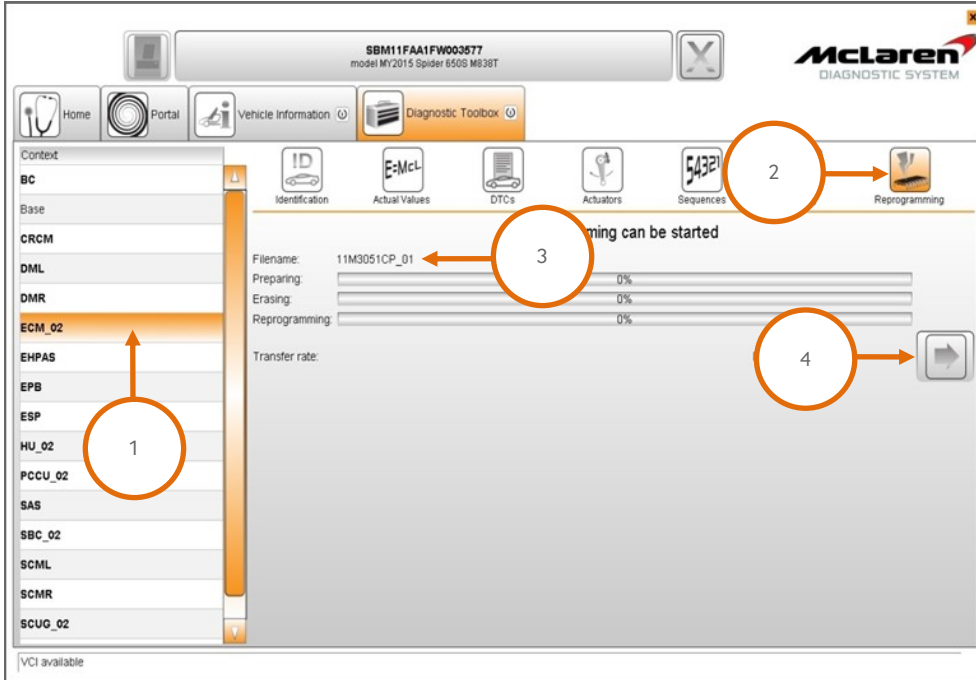 SBM11FAA1FW003577
model MY2015 Spider 650S M838T
McLaren
DIAGNOSTIC SYSTEM
Home
Portal
Vehicle Information
Diagnostic Toolbox
Context
BC
Base
CRCM
DML
DMR
ECM_02
EHPAS
EPB
ESP
HU_02
PCCU_02
SAS
SBC_02
SCML
SCMR
SCUG_02
!D
Identification
E=McL
Actual Values
DTCs
Actuators
54321
Sequences
2
Reprogramming
ming can be started
Filename: 11M3051CP_01
3
Preparing: 0%
Erasing: 0%
Reprogramming: 0%
Transfer rate:
4
1
VCI available